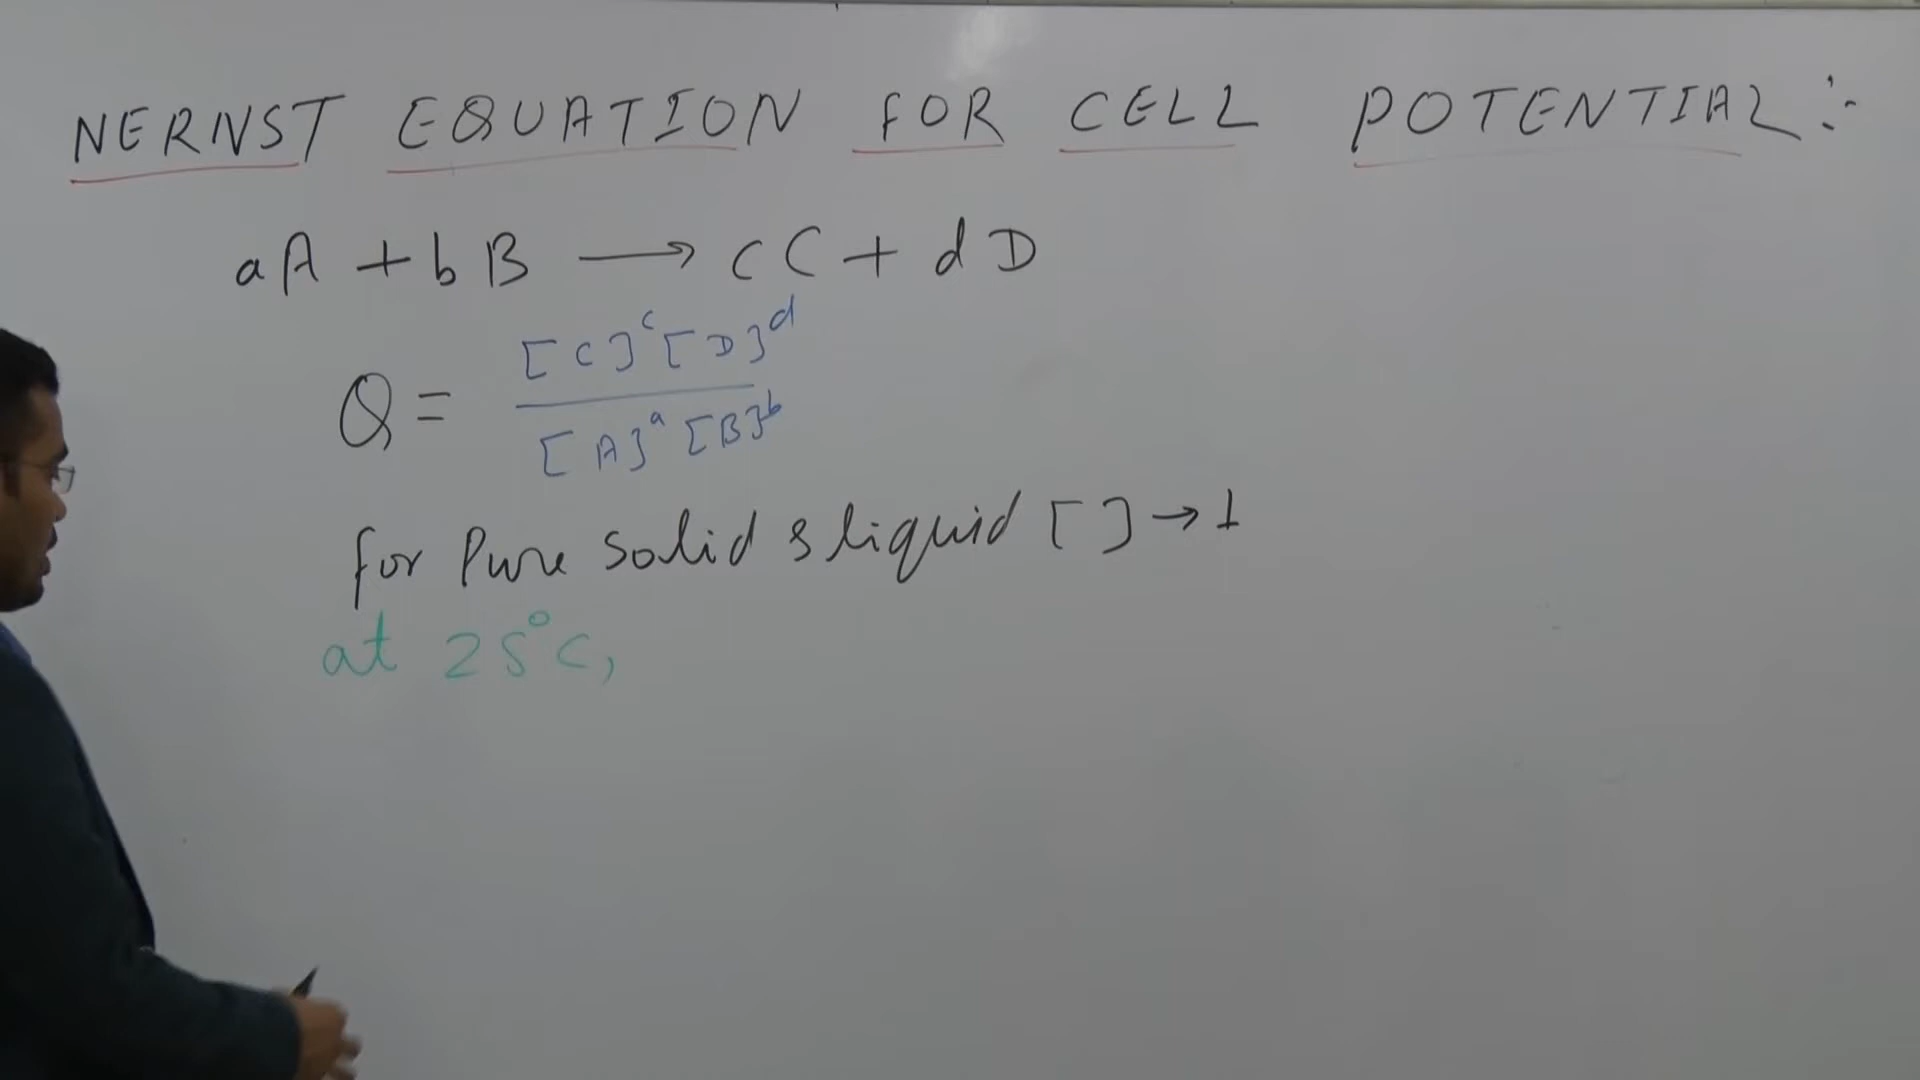 NERNST EQUATION FOR CELL POTENTIAL :-
aA + bB → cC + dD
Q = [C]^c [D]^d / [A]^a [B]^b
for Pure solid & liquid [ ] → 1
at 25°C,